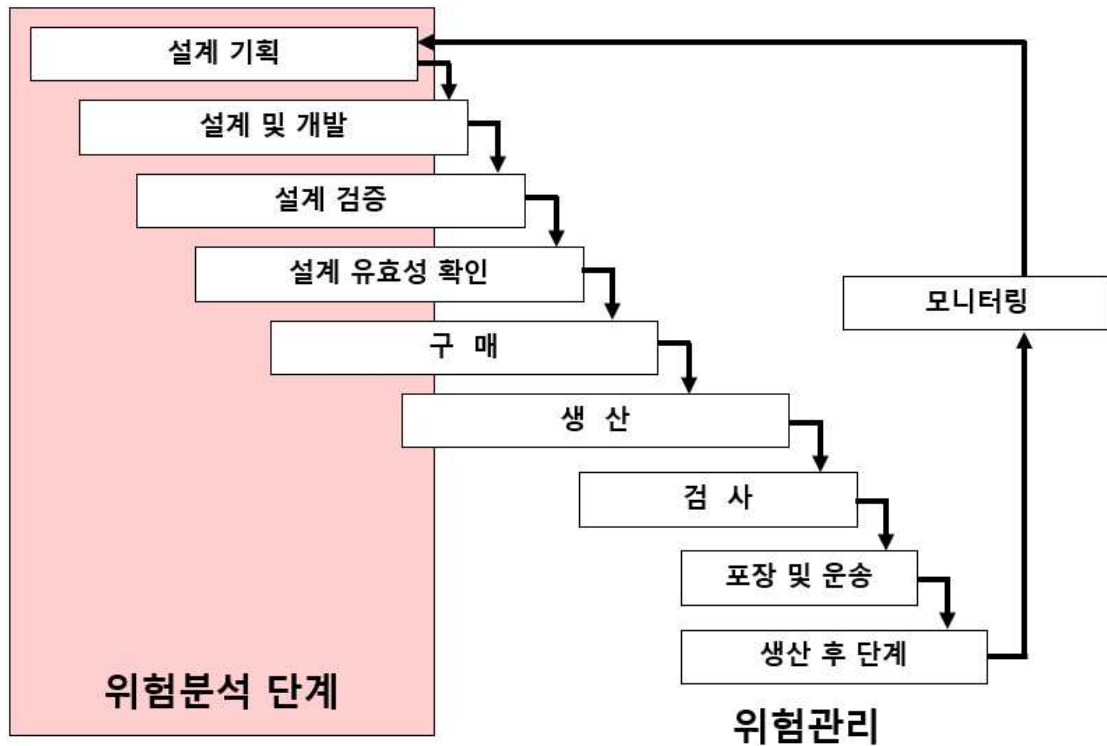 설계 기획
설계 및 개발
설계 검증
설계 유효성 확인
모니터링
구 매
생 산
검 사
포장 및 운송
생산 후 단계
위험분석 단계
위험관리